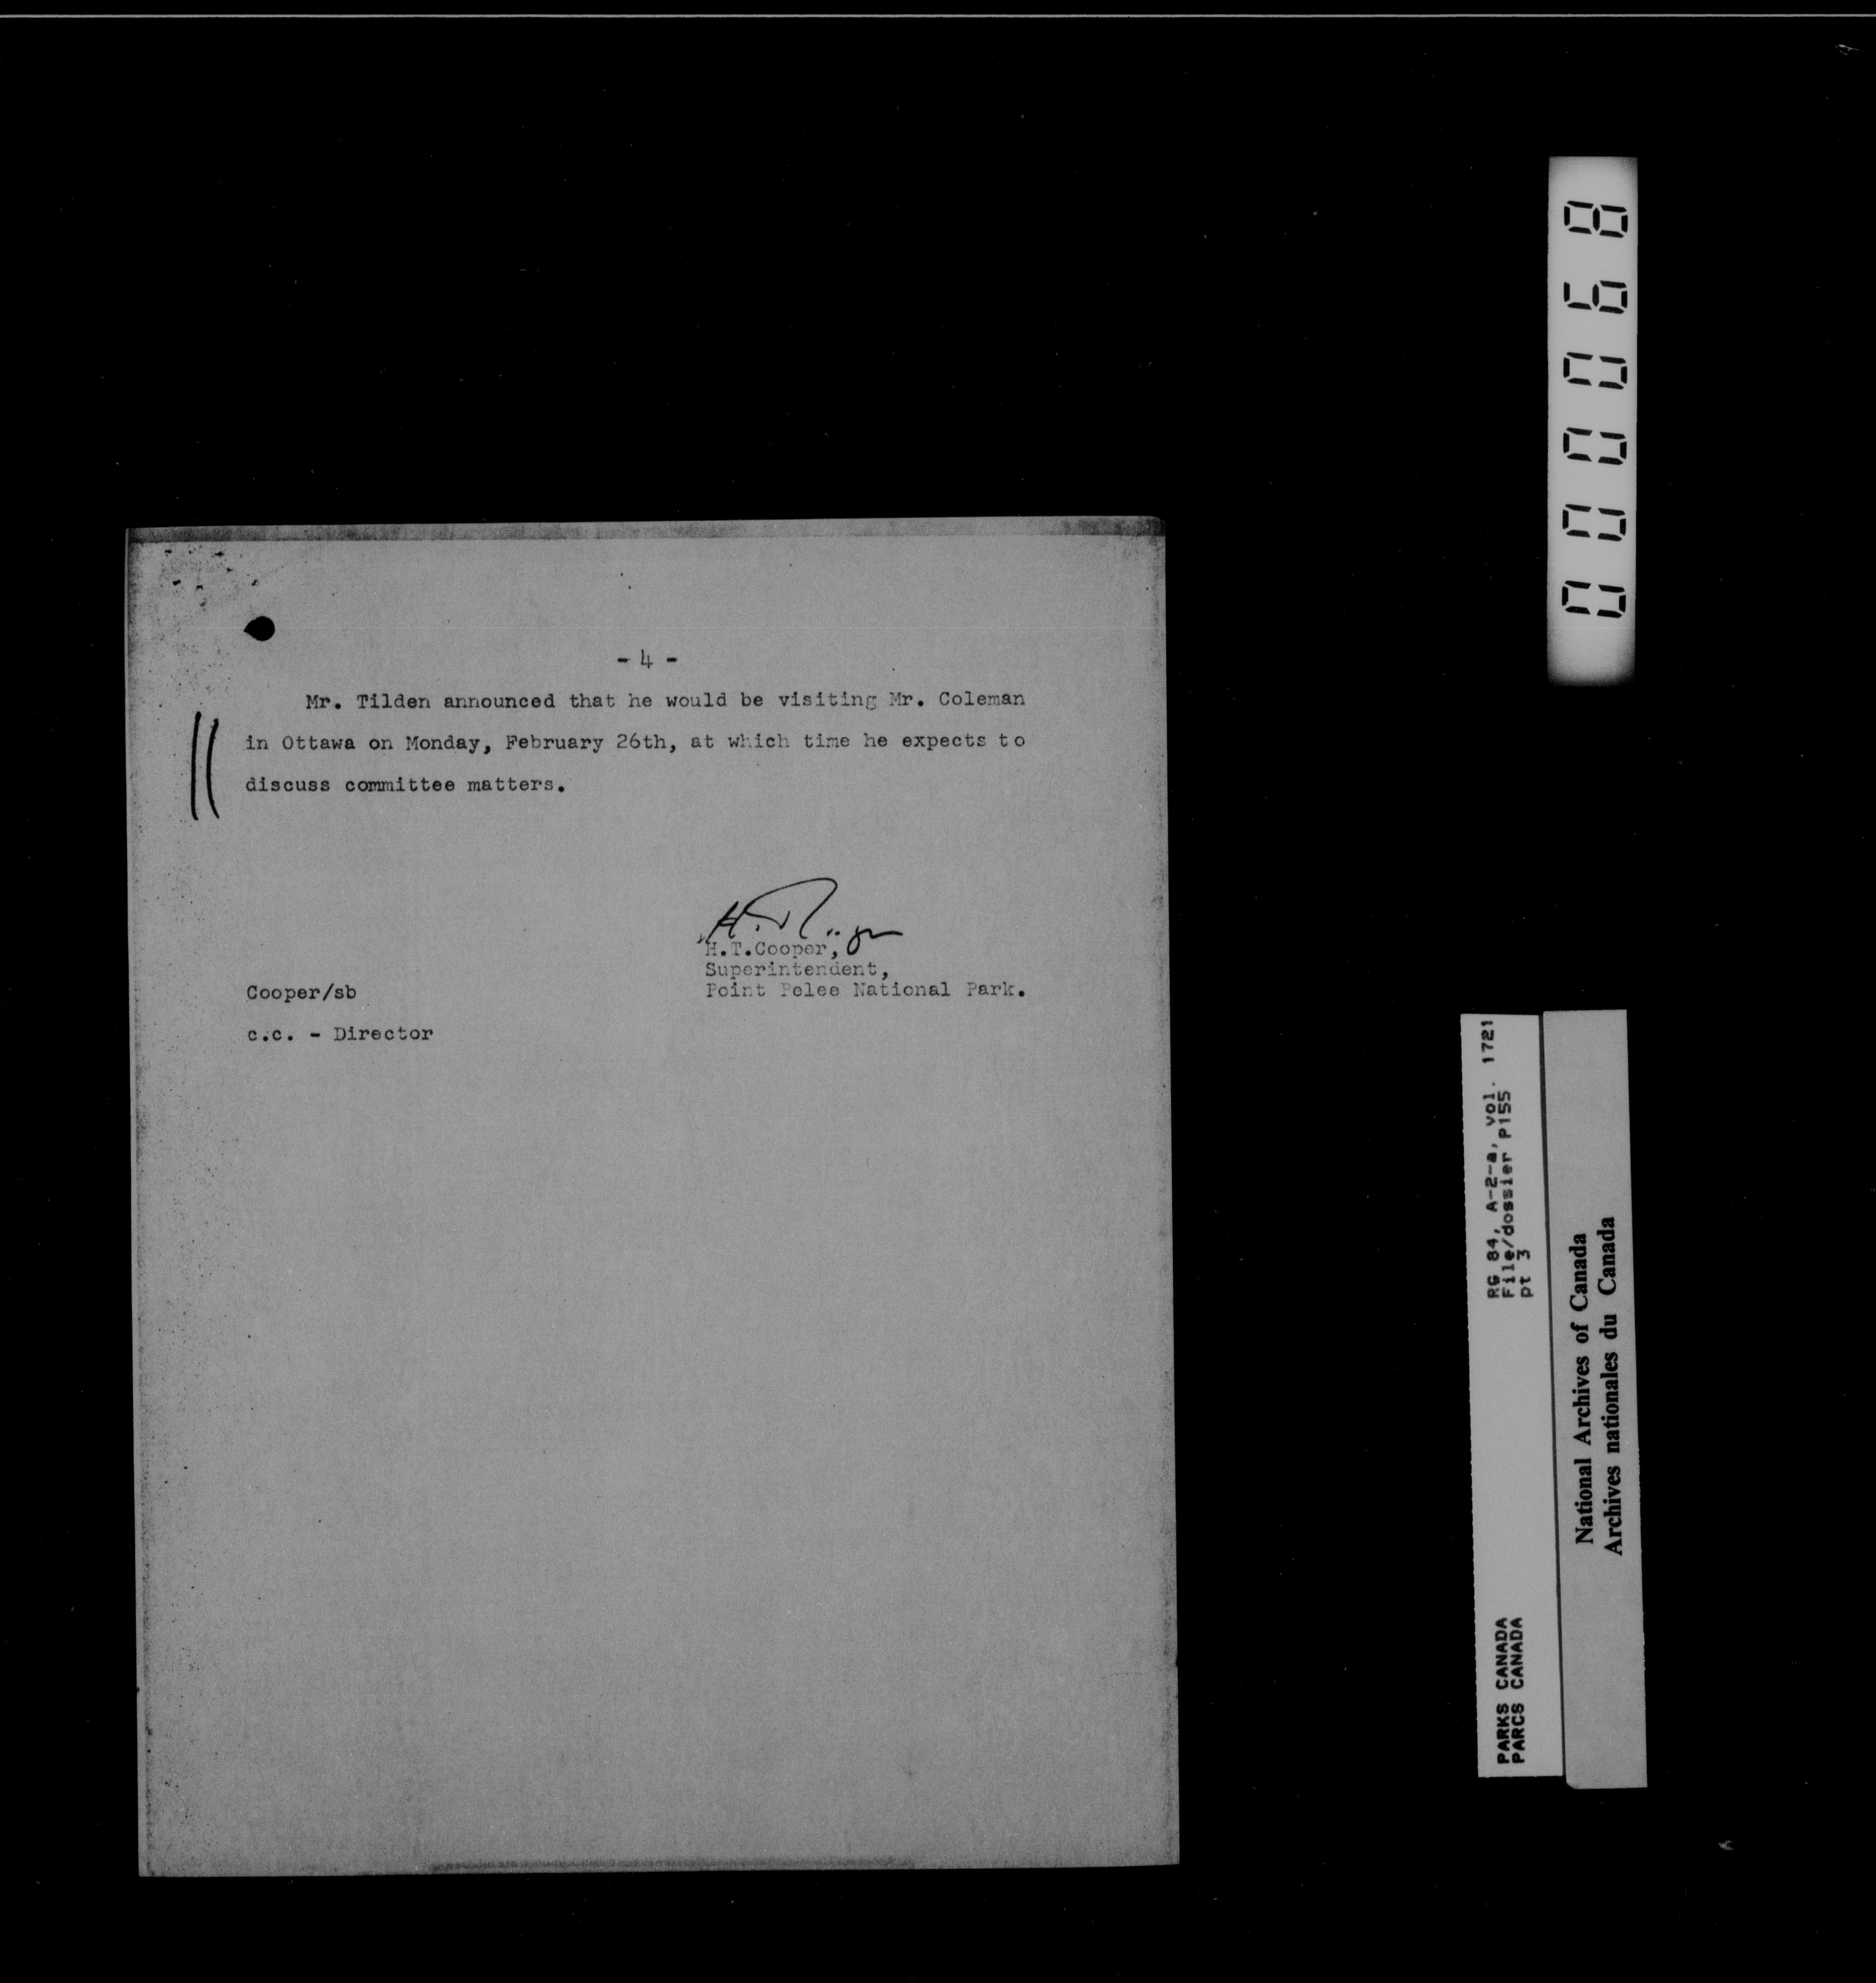 - 4 -
Mr. Tilden announced that he would be visiting Mr. Coleman
in Ottawa on Monday, February 26th, at which time he expects to
discuss committee matters.
H.T.Cooper,
Superintendent,
Point Pelee National Park.
Cooper/sb
c.c. - Director
000068
RG 84, A-2-a, vol. 1721
File/dossier P155
pt 3
PARKS CANADA
PARCS CANADA
National Archives of Canada
Archives nationales du Canada